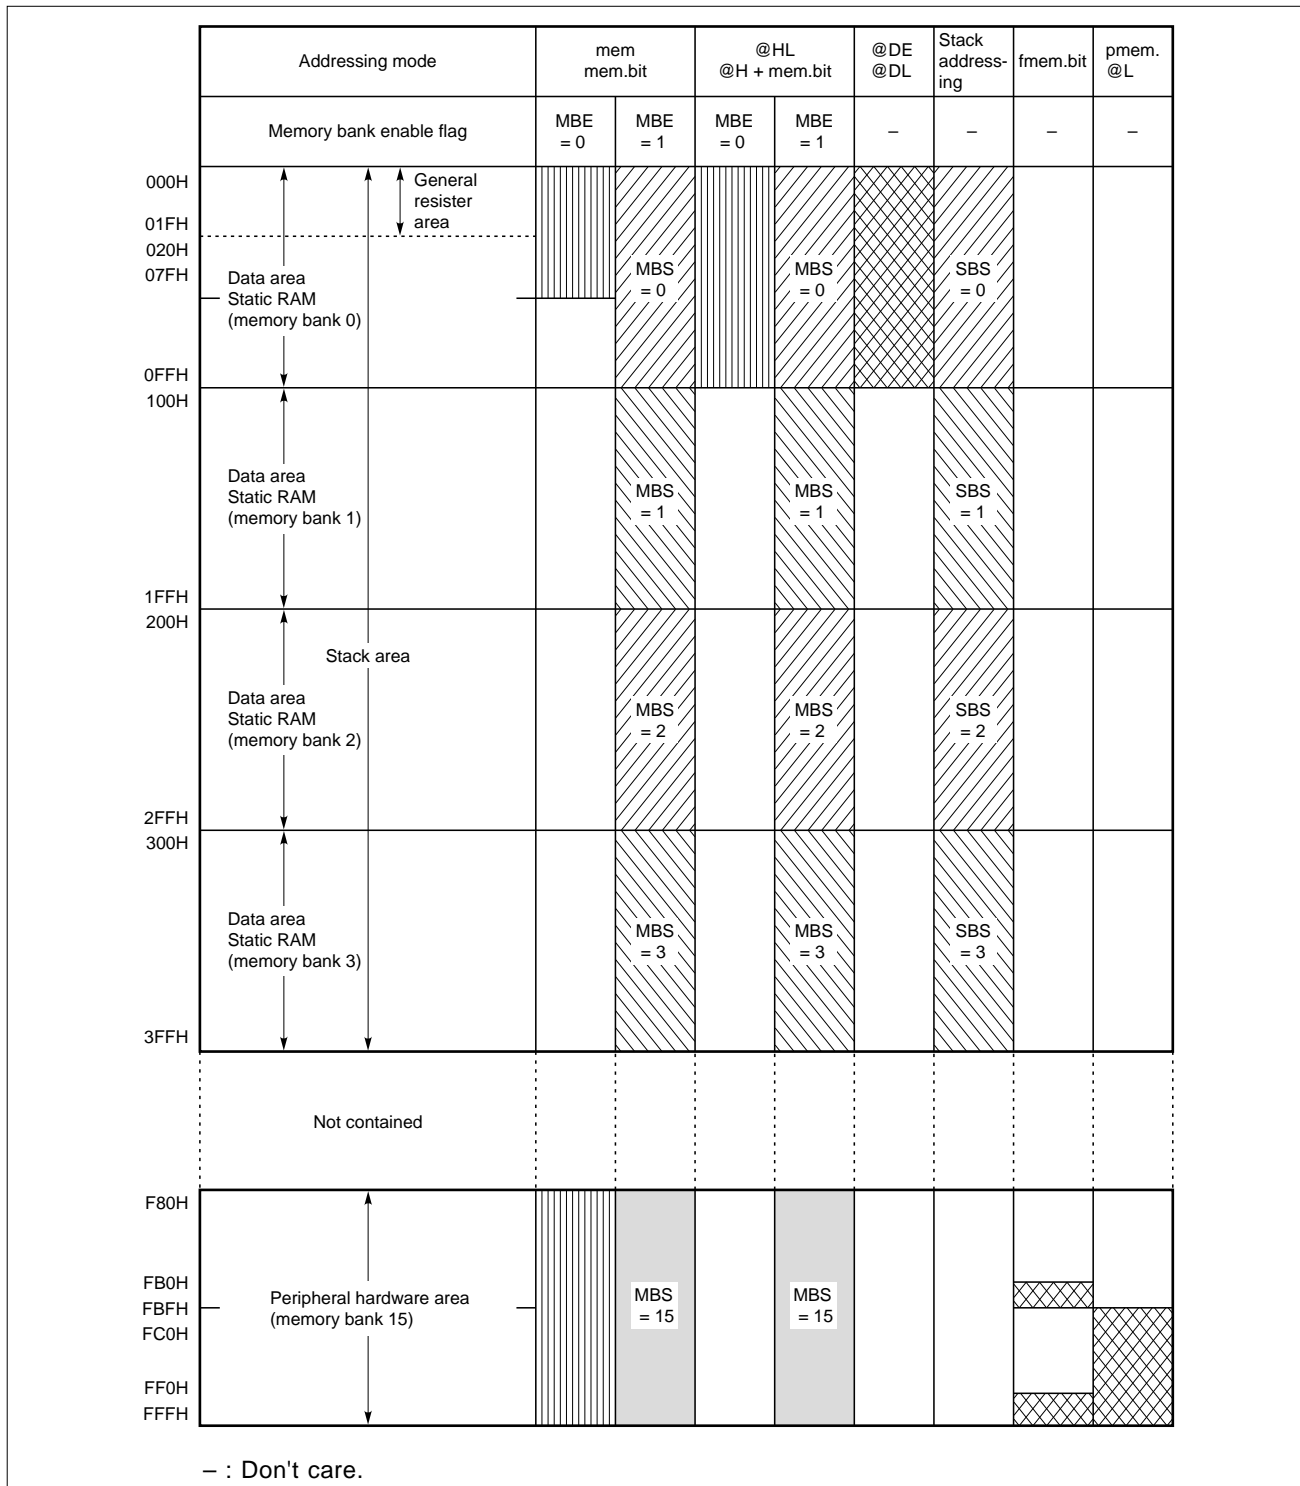 Addressing mode
mem
mem.bit
@HL
@H + mem.bit
@DE
@DL
Stack
address-
ing
fmem.bit
pmem.
@L
Memory bank enable flag
MBE
= 0
MBE
= 1
MBE
= 0
MBE
= 1
–
–
–
–
000H
General
resister
area
01FH
020H
07FH
Data area
Static RAM
(memory bank 0)
MBS
= 0
MBS
= 0
SBS
= 0
0FFH
100H
Data area
Static RAM
(memory bank 1)
MBS
= 1
MBS
= 1
SBS
= 1
1FFH
200H
Stack area
Data area
Static RAM
(memory bank 2)
MBS
= 2
MBS
= 2
SBS
= 2
2FFH
300H
Data area
Static RAM
(memory bank 3)
MBS
= 3
MBS
= 3
SBS
= 3
3FFH
Not contained
F80H
FB0H
FBFH
FC0H
Peripheral hardware area
(memory bank 15)
MBS
= 15
MBS
= 15
FF0H
FFFH
– : Don't care.